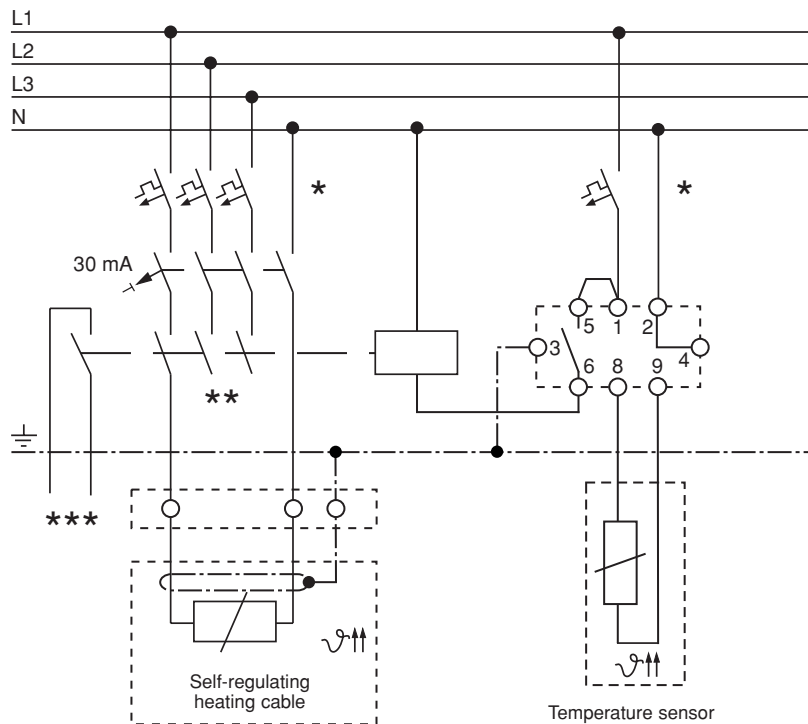 L1
L2
L3
N
*
*
30 mA
5 1 2
3
4
6 8 9
**
***
ϑ
Self-regulating
heating cable
ϑ
Temperature sensor